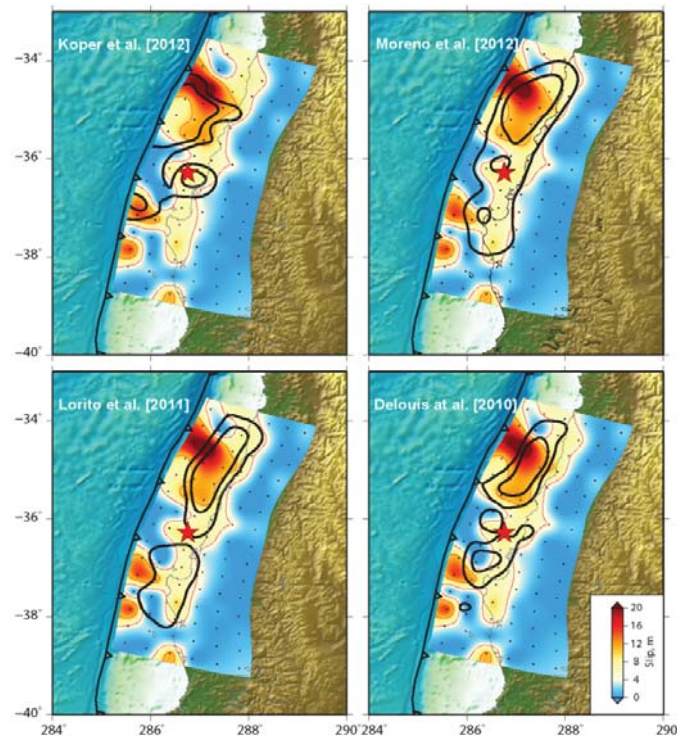 Koper et al. [2012]
Moreno et al. [2012]
−34˚
−36˚
−38˚
−40˚
Lorito et al. [2011]
Delouis at al. [2010]
−34˚
−36˚
−38˚
−40˚
20
16
12
8
4
0
Slip, m
284˚ 286˚ 288˚ 290˚
284˚ 286˚ 288˚ 290˚